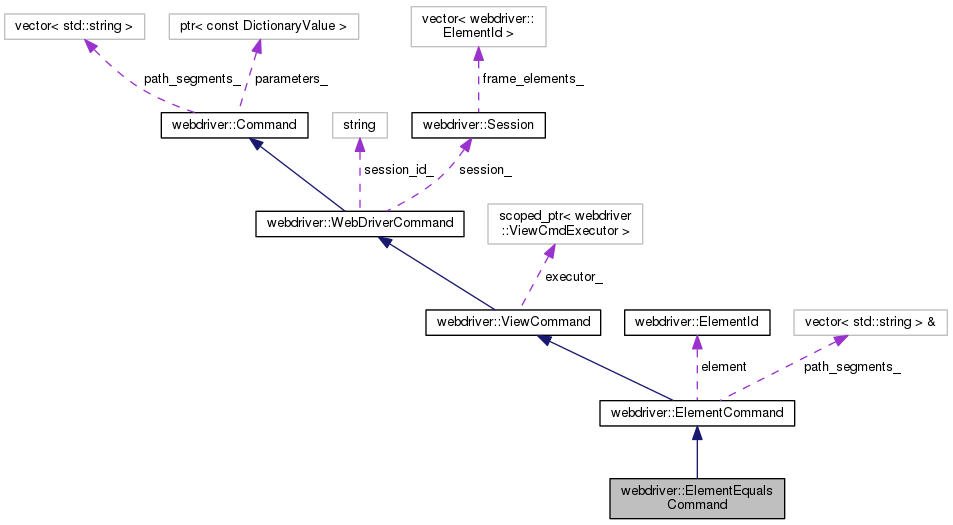 vector< std::string >
ptr< const DictionaryValue >
vector< webdriver::
ElementId >
path_segments_
parameters_
frame_elements_
webdriver::Command
string
webdriver::Session
session_id_
session_
webdriver::WebDriverCommand
scoped_ptr< webdriver
::ViewCmdExecutor >
executor_
webdriver::ViewCommand
webdriver::ElementId
vector< std::string > &
element
path_segments_
webdriver::ElementCommand
webdriver::ElementEquals
Command